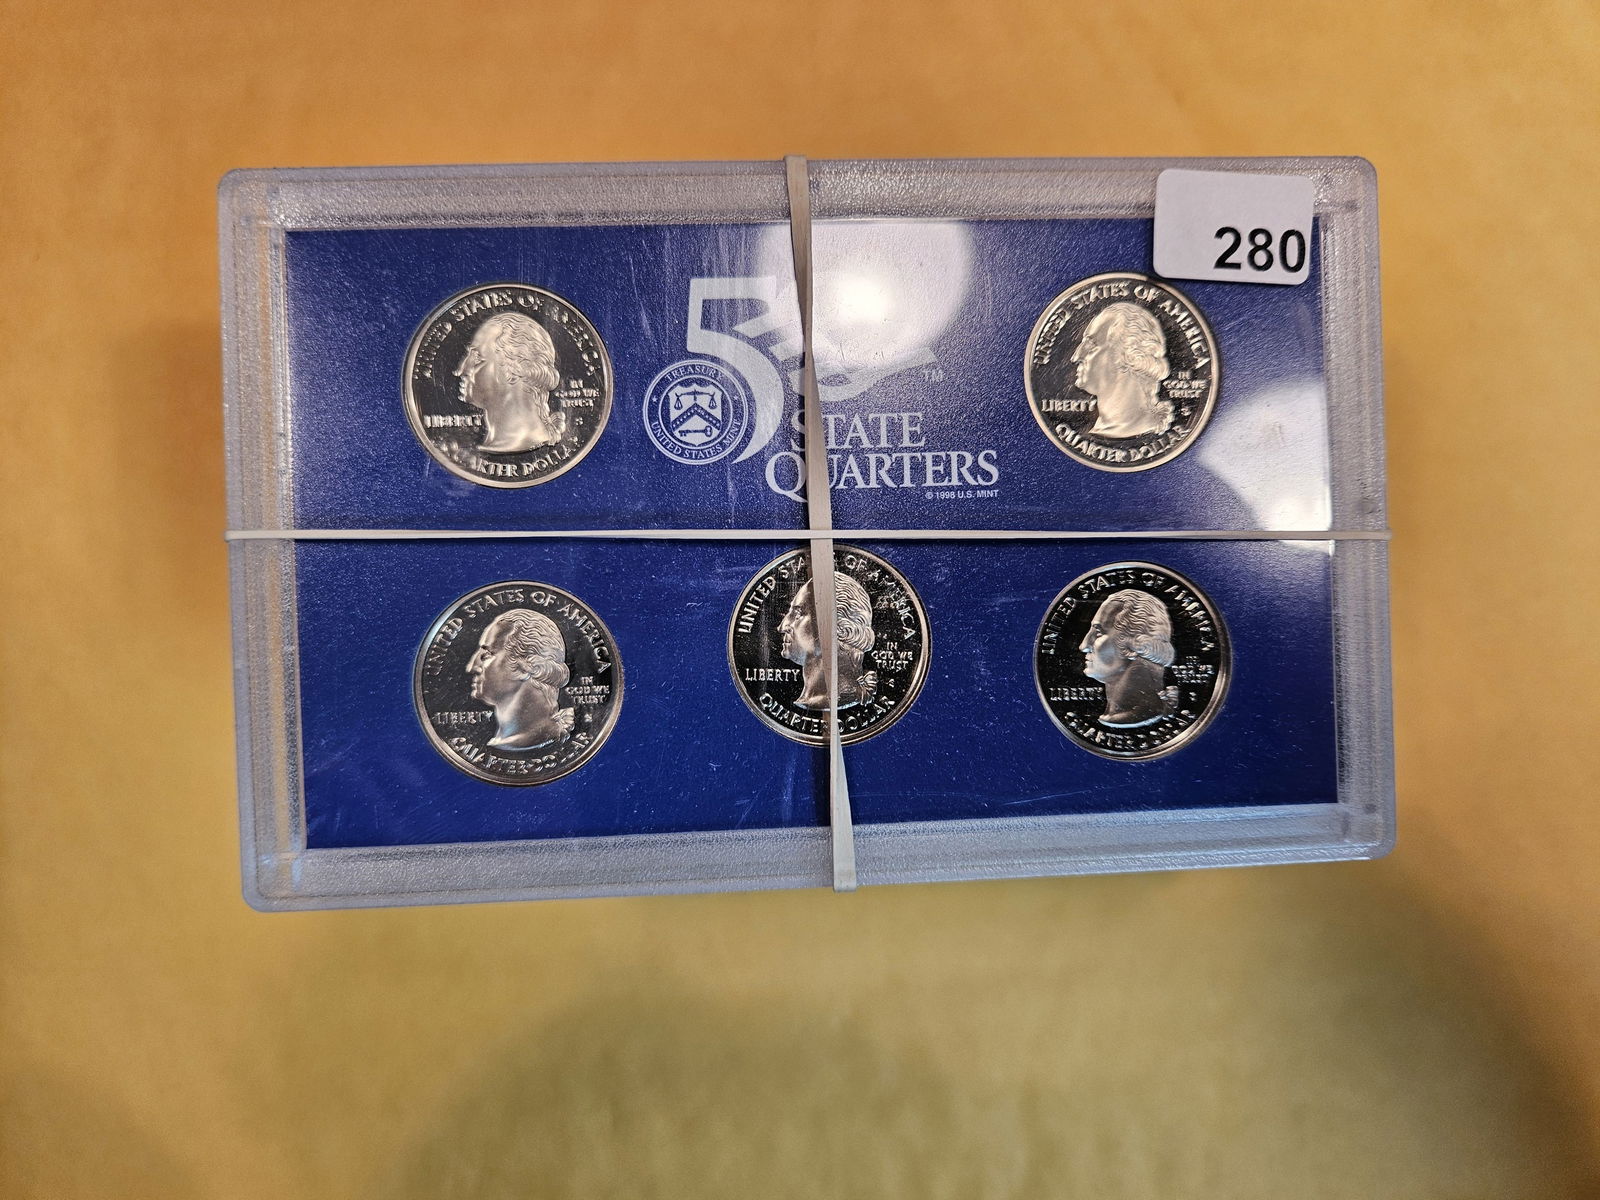 280
50
TM
STATE
QUARTERS
© 1998 U.S. MINT
TREASURY
UNITED STATES MINT
UNITED STATES OF AMERICA
IN
GOD WE
TRUST
LIBERTY
S
QUARTER DOLLAR
UNITED STATES OF AMERICA
IN
GOD WE
TRUST
LIBERTY
S
QUARTER DOLLAR
UNITED STATES OF AMERICA
IN
GOD WE
TRUST
LIBERTY
S
QUARTER DOLLAR
UNITED STATES OF AMERICA
IN
GOD WE
TRUST
LIBERTY
S
QUARTER DOLLAR
UNITED STATES OF AMERICA
IN
GOD WE
TRUST
LIBERTY
S
QUARTER DOLLAR